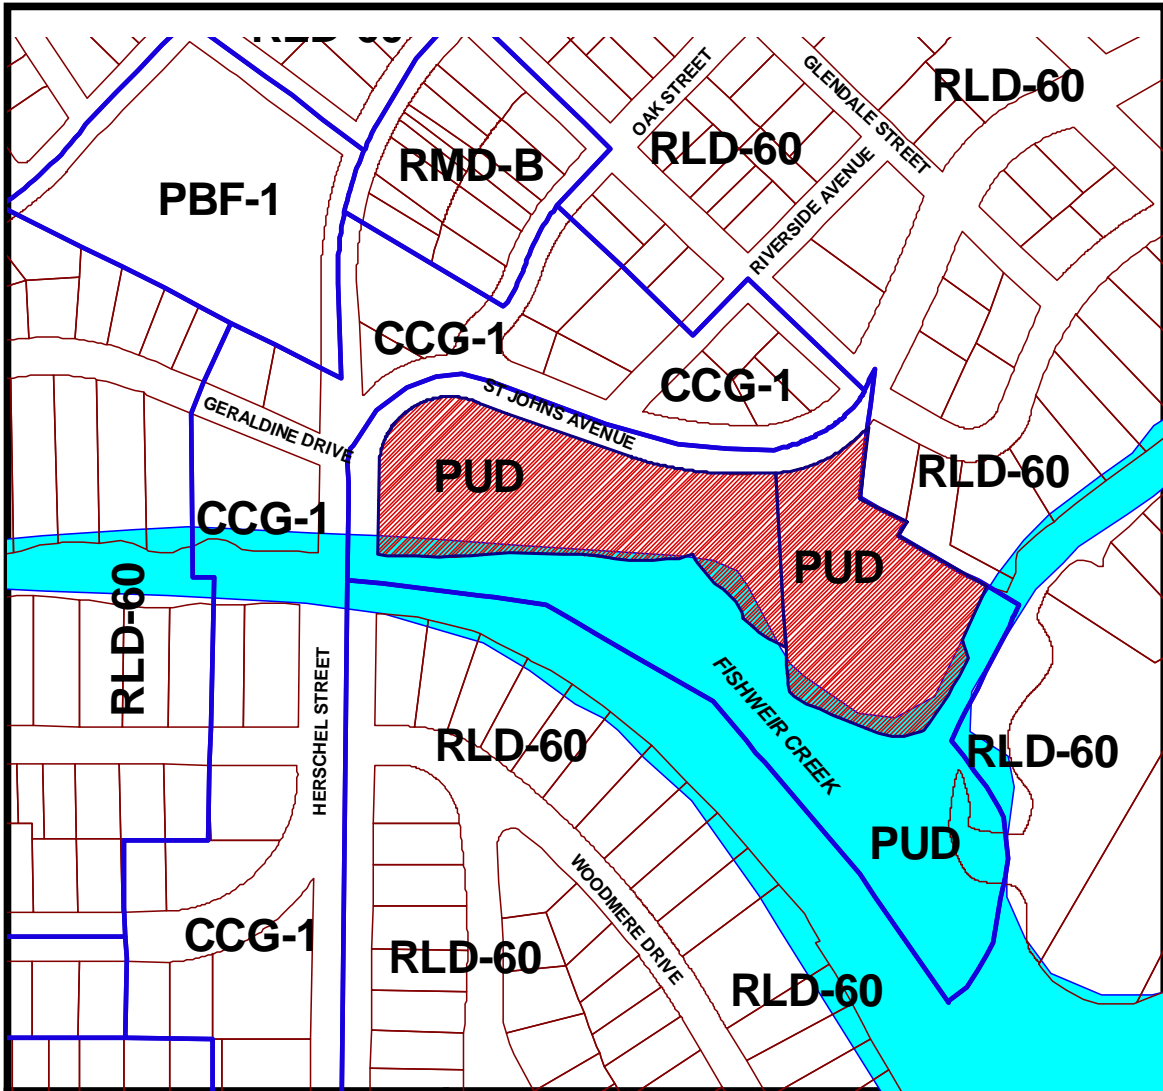 RLD-60
OAK STREET
GLENDALE STREET
RLD-60
RLD-60
RMD-B
PBF-1
RIVERSIDE AVENUE
CCG-1
CCG-1
ST JOHNS AVENUE
GERALDINE DRIVE
PUD
RLD-60
CCG-1
PUD
RLD-60
FISHWEIR CREEK
HERSCHEL STREET
RLD-60
RLD-60
PUD
WOODMERE DRIVE
CCG-1
RLD-60
RLD-60